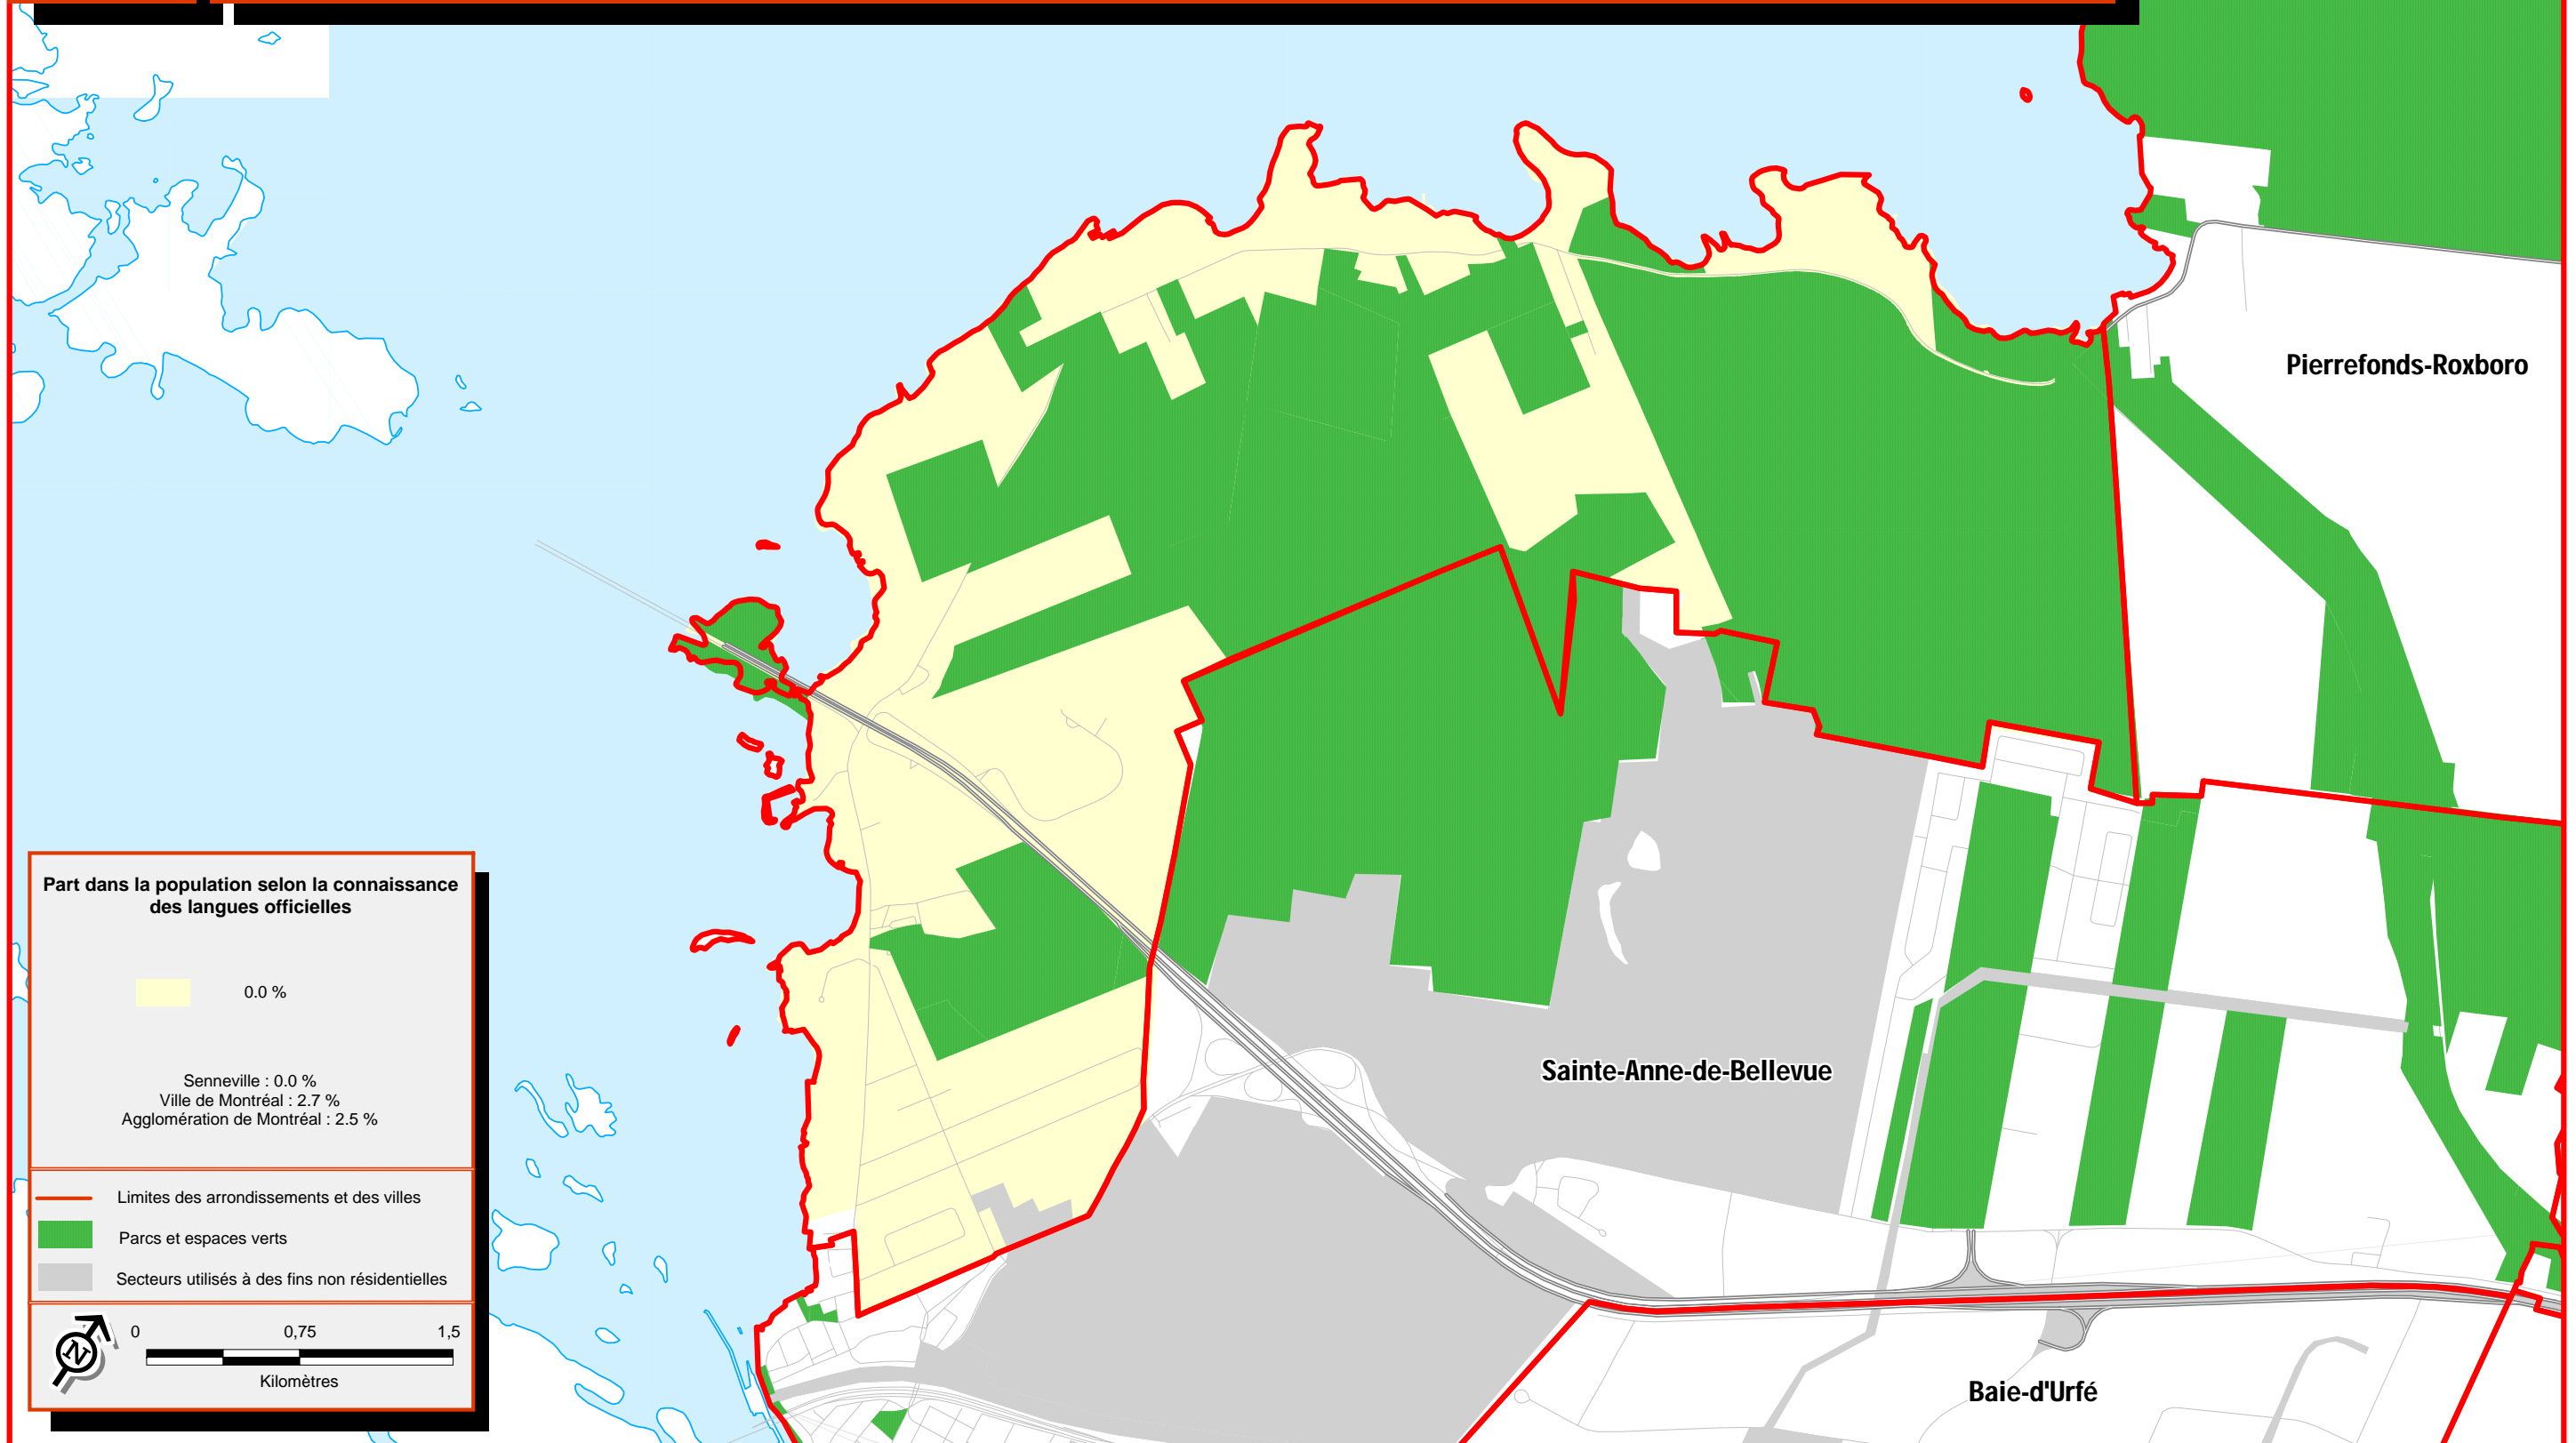 Pierrefonds-Roxboro
Sainte-Anne-de-Bellevue
Baie-d'Urfé
Part dans la population selon la connaissance
des langues officielles
0.0 %
Senneville : 0.0 %
Ville de Montréal : 2.7 %
Agglomération de Montréal : 2.5 %
Limites des arrondissements et des villes
Parcs et espaces verts
Secteurs utilisés à des fins non résidentielles
N
0 0,75 1,5
Kilomètres